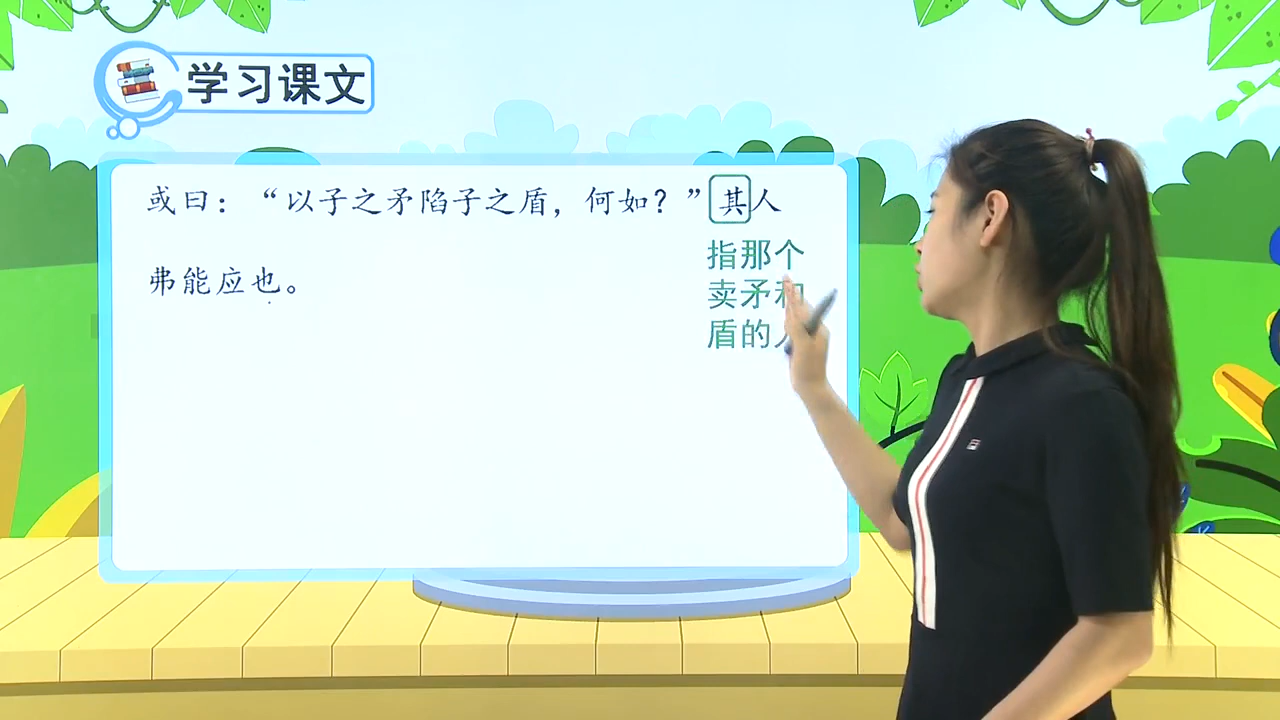 学习课文
或曰：“以子之矛陷子之盾，何如？”其人
弗能应也。
指那个
卖矛和
盾的